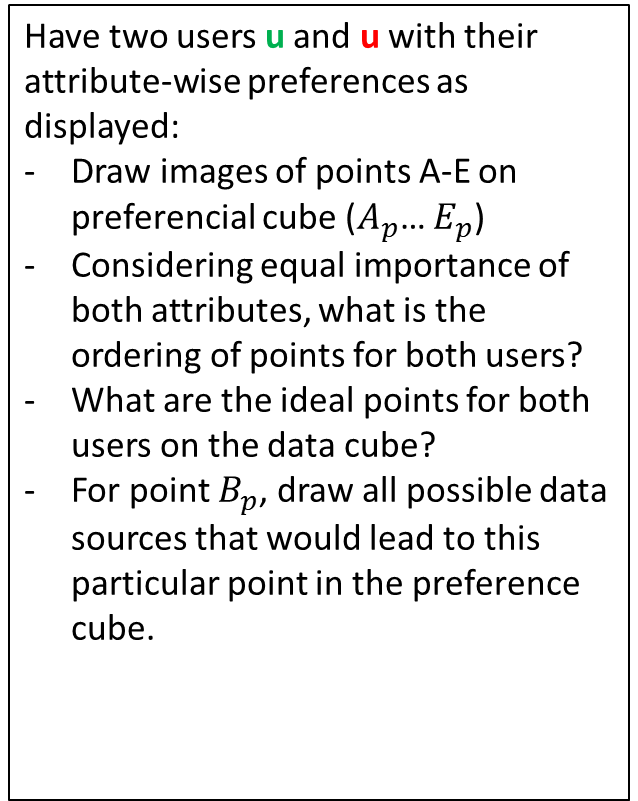 Have two users u and u with their
attribute-wise preferences as
displayed:
- Draw images of points A-E on
preferencial cube (Aₚ… Eₚ)
- Considering equal importance of
both attributes, what is the
ordering of points for both users?
- What are the ideal points for both
users on the data cube?
- For point Bₚ, draw all possible data
sources that would lead to this
particular point in the preference
cube.